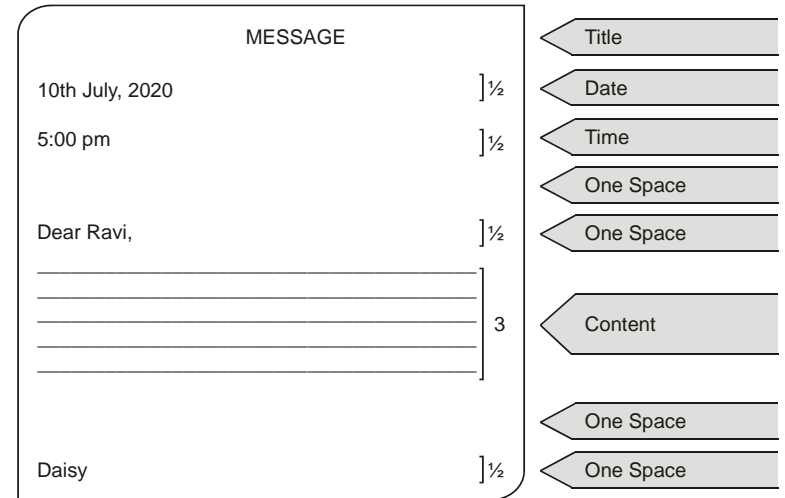 MESSAGE Title
10th July, 2020 ½ Date
5:00 pm ½ Time
One Space
Dear Ravi, ½ One Space
3 Content
One Space
Daisy ½ One Space